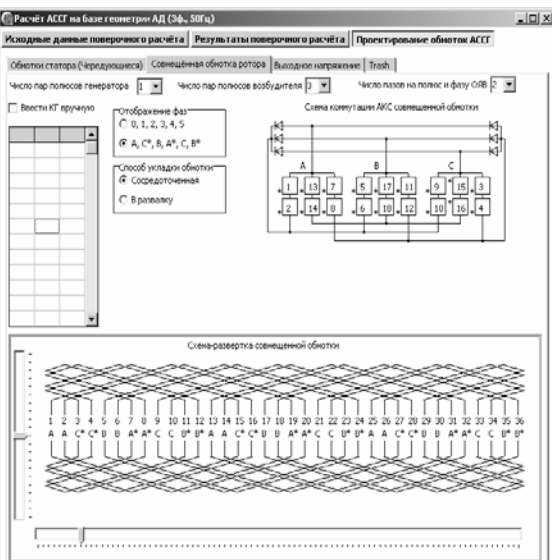 Расчёт АССГ на базе геометрии АД (3ф., 50Гц)
Исходные данные поверочного расчёта Результаты поверочного расчёта Проектирование обмоток АССГ
Обмотки статора (Чередующиеся) Совмещённая обмотка ротора Выходное напряжение Trash
Число пар полюсов генератора 1 Число пар полюсов возбудителя 3 Число пазов на полюс и фазу ОЯВ 2
Ввести КГ вручную
Отображение фаз
0, 1, 2, 3, 4, 5
A, C*, B, A*, C, B*
Способ укладки обмотки
Сосредоточенная
В развалку
Схема коммутации АКС совмещенной обмотки
A B C
1 13 7 5 17 11 9 15 3
2 14 8 6 18 12 10 16 4
Схема-развертка совмещенной обмотки
1 2 3 4 5 6 7 8 9 10 11 12 13 14 15 16 17 18 19 20 21 22 23 24 25 26 27 28 29 30 31 32 33 34 35 36
A A C* C* B B A* A* C C B* B* A A C* C* B B A* A* C C B* B* A A C* C* B B A* A* C C B* B*